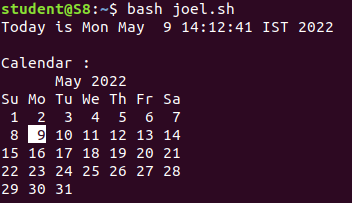 student@S8:~$ bash joel.sh
Today is Mon May  9 14:12:41 IST 2022

Calendar :
      May 2022
Su Mo Tu We Th Fr Sa
 1  2  3  4  5  6  7
 8  9 10 11 12 13 14
15 16 17 18 19 20 21
22 23 24 25 26 27 28
29 30 31